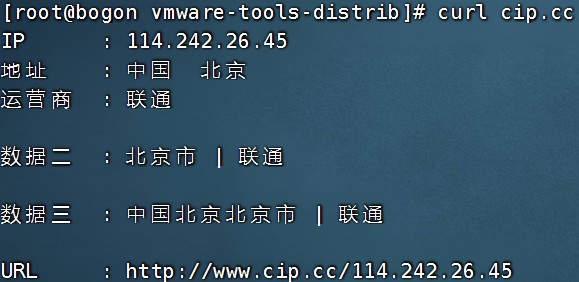 [root@bogon vmware-tools-distrib]# curl cip.cc
IP : 114.242.26.45
地址 : 中国 北京
运营商 : 联通
数据二 : 北京市 | 联通
数据三 : 中国北京北京市 | 联通
URL : http://www.cip.cc/114.242.26.45